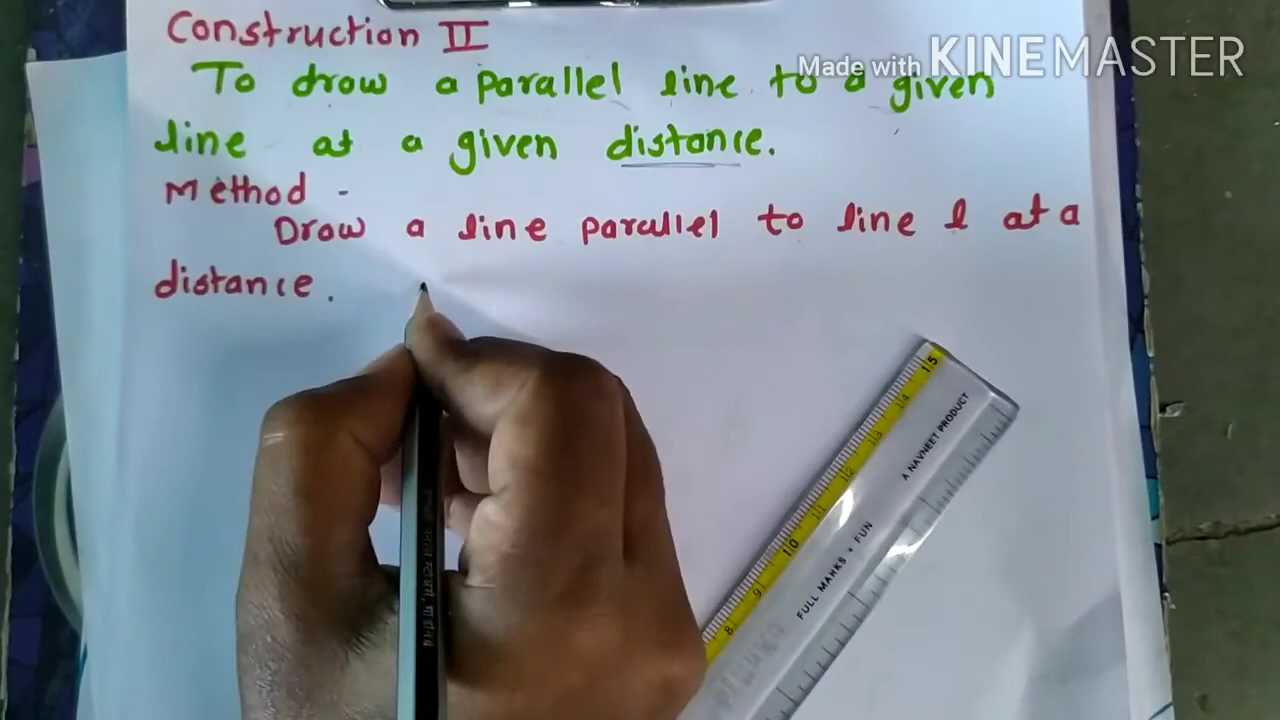 Construction II
Made with KINEMASTER
To draw a parallel line to a given
line at a given distance.
Method -
Draw a line parallel to line l at a
distance.
15
14
13
12
11
10
9
8
A NAVNEET PRODUCT
FULL MARKS + FUN